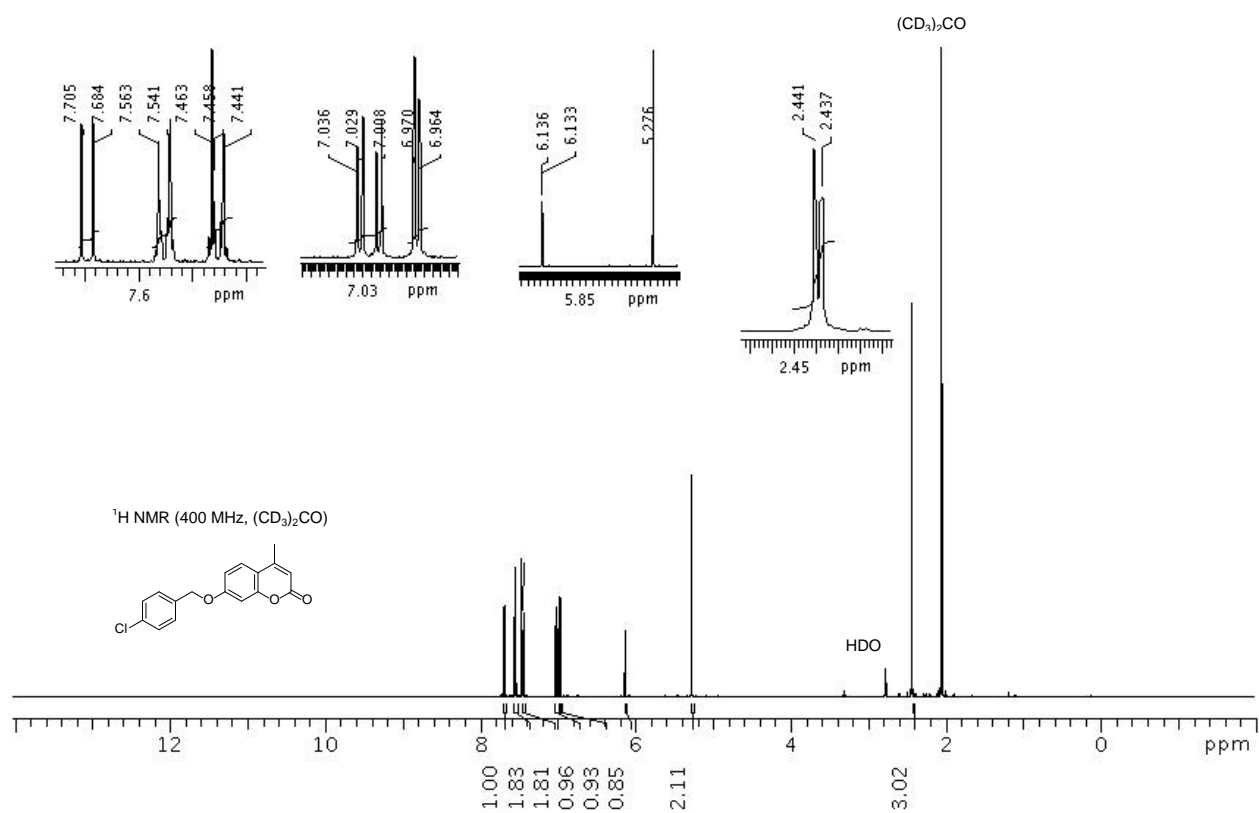 (CD₃)₂CO
7.705
7.684
7.563
7.541
7.463
7.458
7.441
7.6 ppm
7.036
7.029
7.008
6.970
6.964
7.03 ppm
6.136
6.133
5.276
5.85 ppm
2.441
2.437
2.45 ppm
¹H NMR (400 MHz, (CD₃)₂CO)
O
O
O
Cl
HDO
12 10 8 6 4 2 0 ppm
1.00
1.83
1.81
0.96
0.93
0.85
2.11
3.02